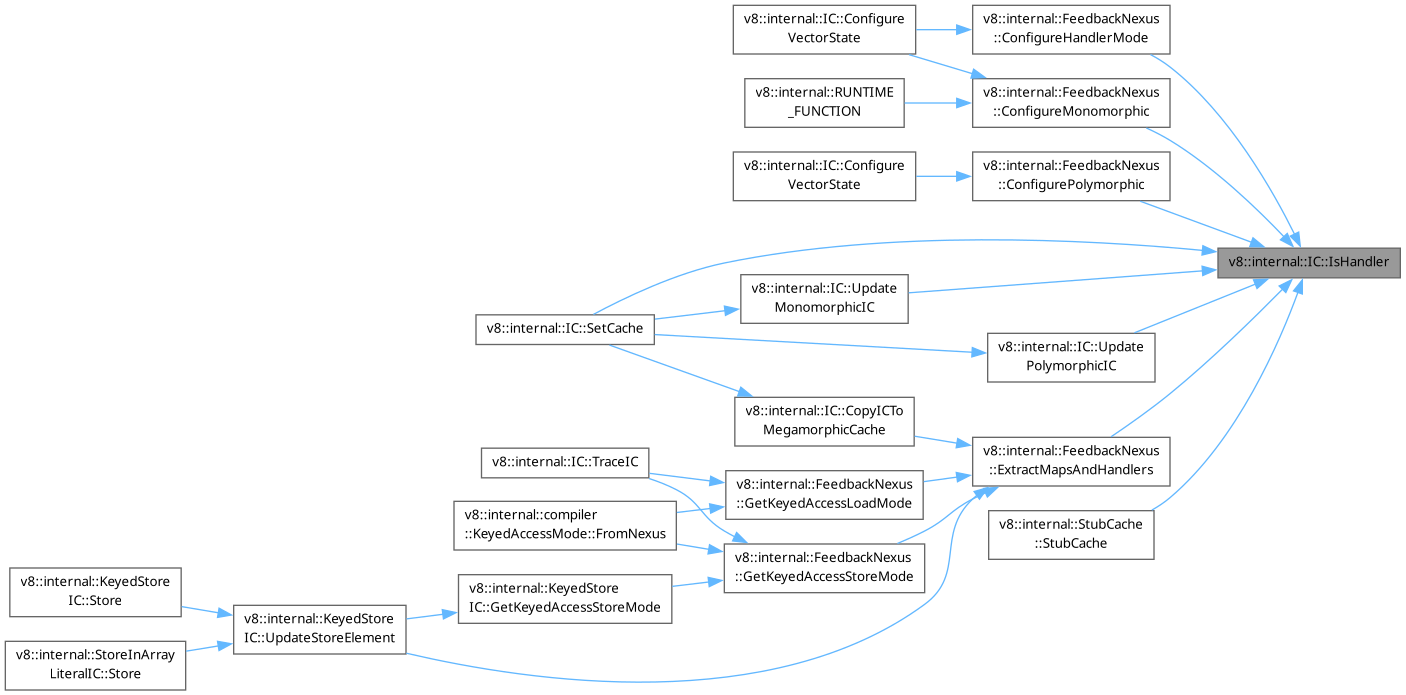 v8::internal::IC::Configure
VectorState
v8::internal::FeedbackNexus
::ConfigureHandlerMode
v8::internal::RUNTIME
_FUNCTION
v8::internal::FeedbackNexus
::ConfigureMonomorphic
v8::internal::IC::Configure
VectorState
v8::internal::FeedbackNexus
::ConfigurePolymorphic
v8::internal::IC::IsHandler
v8::internal::IC::Update
MonomorphicIC
v8::internal::IC::SetCache
v8::internal::IC::Update
PolymorphicIC
v8::internal::IC::CopyICTo
MegamorphicCache
v8::internal::FeedbackNexus
::ExtractMapsAndHandlers
v8::internal::IC::TraceIC
v8::internal::FeedbackNexus
::GetKeyedAccessLoadMode
v8::internal::compiler
::KeyedAccessMode::FromNexus
v8::internal::StubCache
::StubCache
v8::internal::FeedbackNexus
::GetKeyedAccessStoreMode
v8::internal::KeyedStore
IC::Store
v8::internal::KeyedStore
IC::GetKeyedAccessStoreMode
v8::internal::KeyedStore
IC::UpdateStoreElement
v8::internal::StoreInArray
LiteralIC::Store